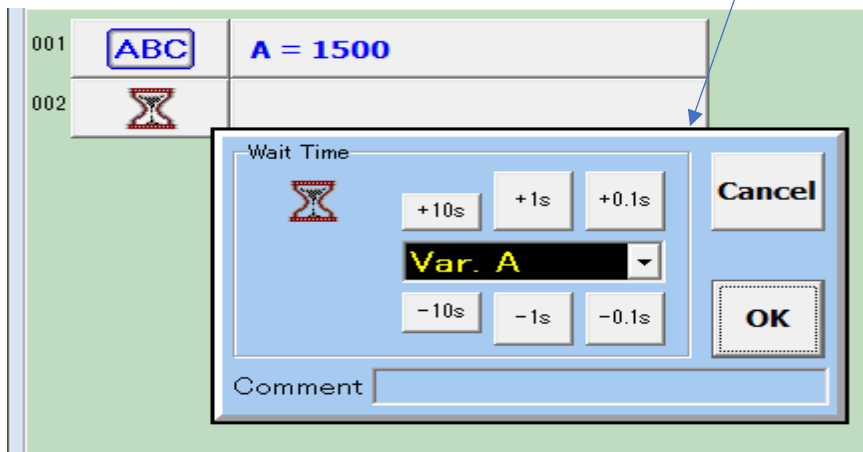 001 ABC A = 1500
002
Wait Time
+10s +1s +0.1s
Cancel
Var. A
-10s -1s -0.1s
OK
Comment